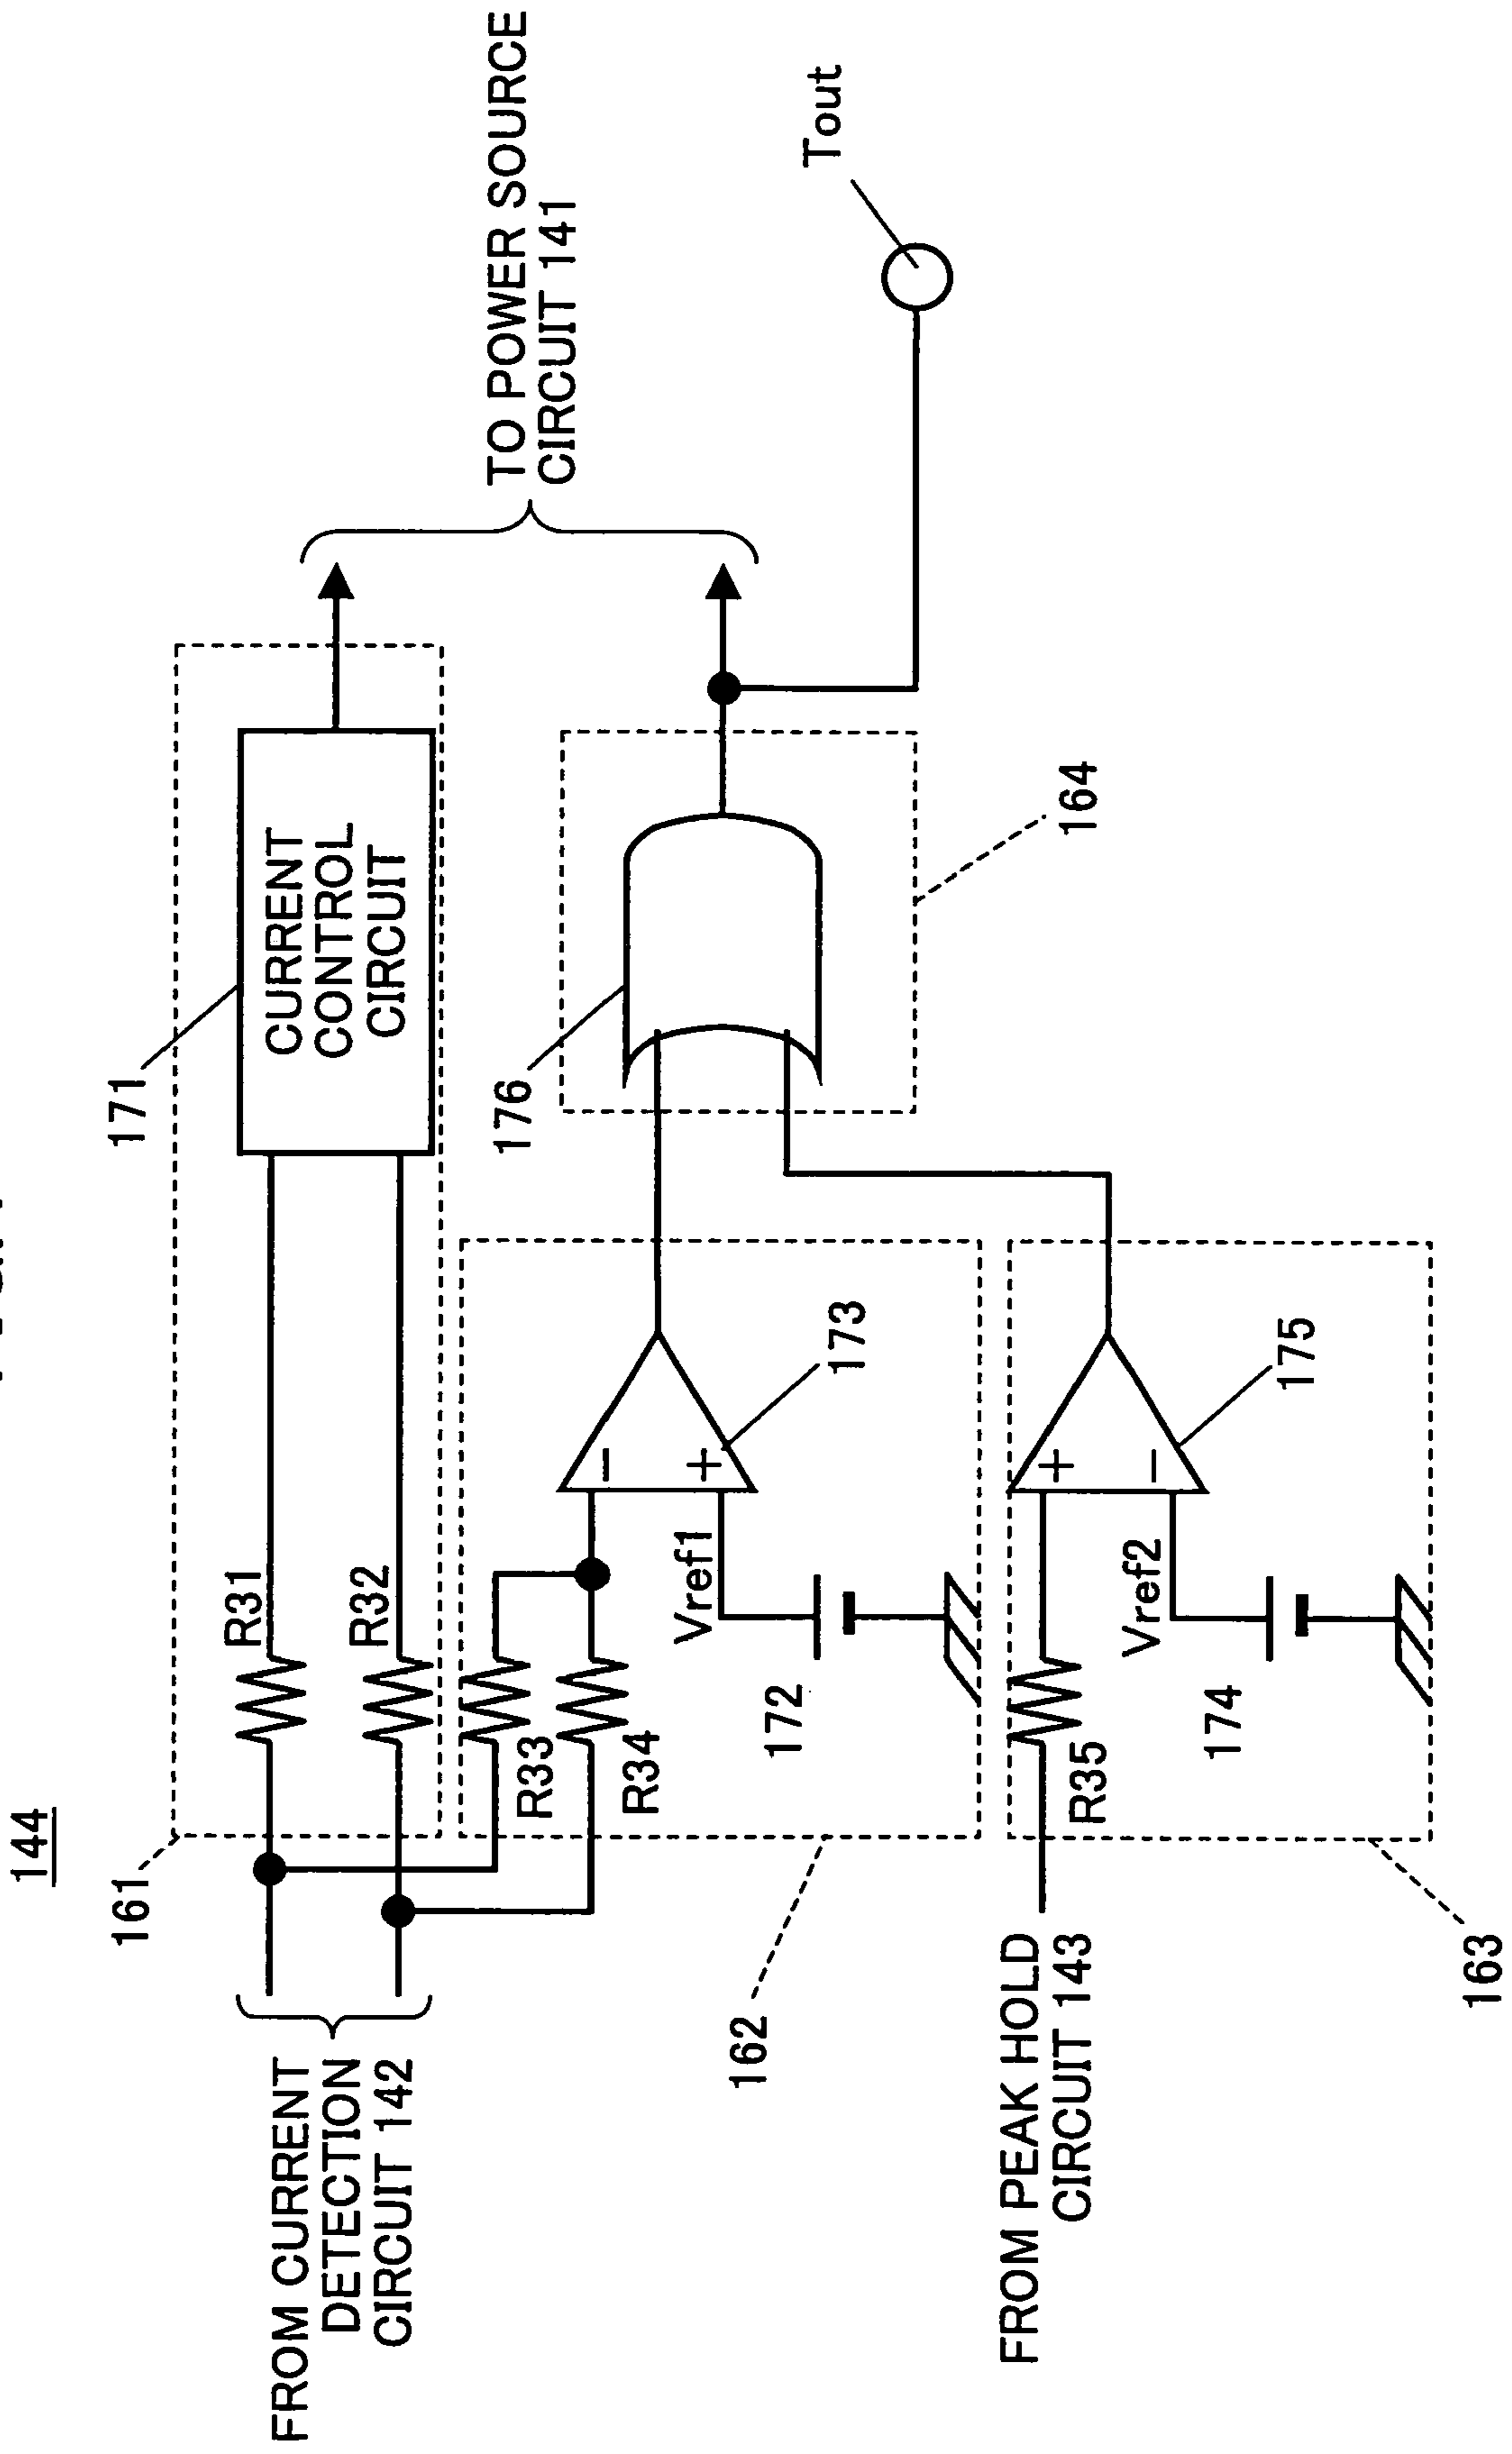 144
161
171
FROM CURRENT
DETECTION
CIRCUIT 142
R31
R32
CURRENT
CONTROL
CIRCUIT
TO POWER SOURCE
CIRCUIT 141
R33
R34
−
+
173
Vref1
172
162
176
164
Tout
FROM PEAK HOLD
CIRCUIT 143
R35
+
−
175
Vref2
174
163